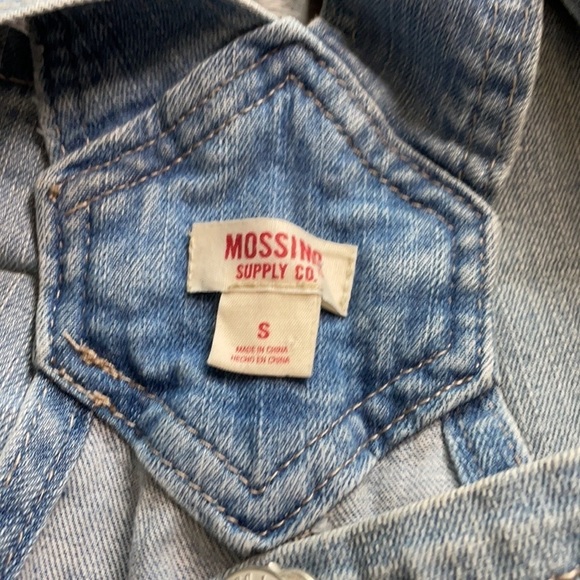 MOSSIMO
SUPPLY CO.
S
MADE IN CHINA
HECHO EN CHINA